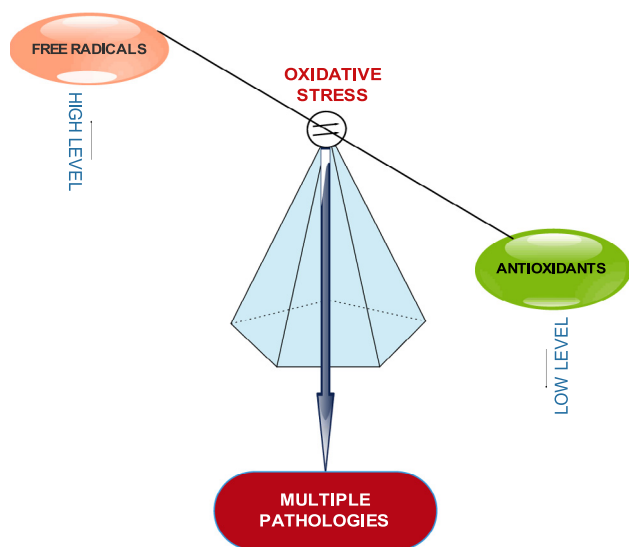 FREE RADICALS
HIGH LEVEL
OXIDATIVE
STRESS
ANTIOXIDANTS
LOW LEVEL
MULTIPLE
PATHOLOGIES